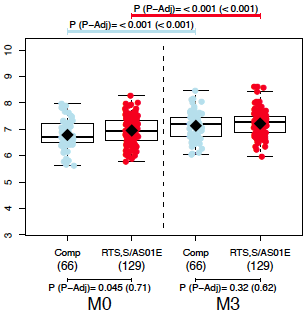 P (P–Adj)= < 0.001 (<0.001)
P (P–Adj)= < 0.001 (<0.001)
10
9
8
7
6
5
4
3
Comp RTS,S/AS01E Comp RTS,S/AS01E
(66) (129) (66) (129)
P (P–Adj)= 0.045 (0.71) P (P–Adj)= 0.32 (0.62)
M0 M3